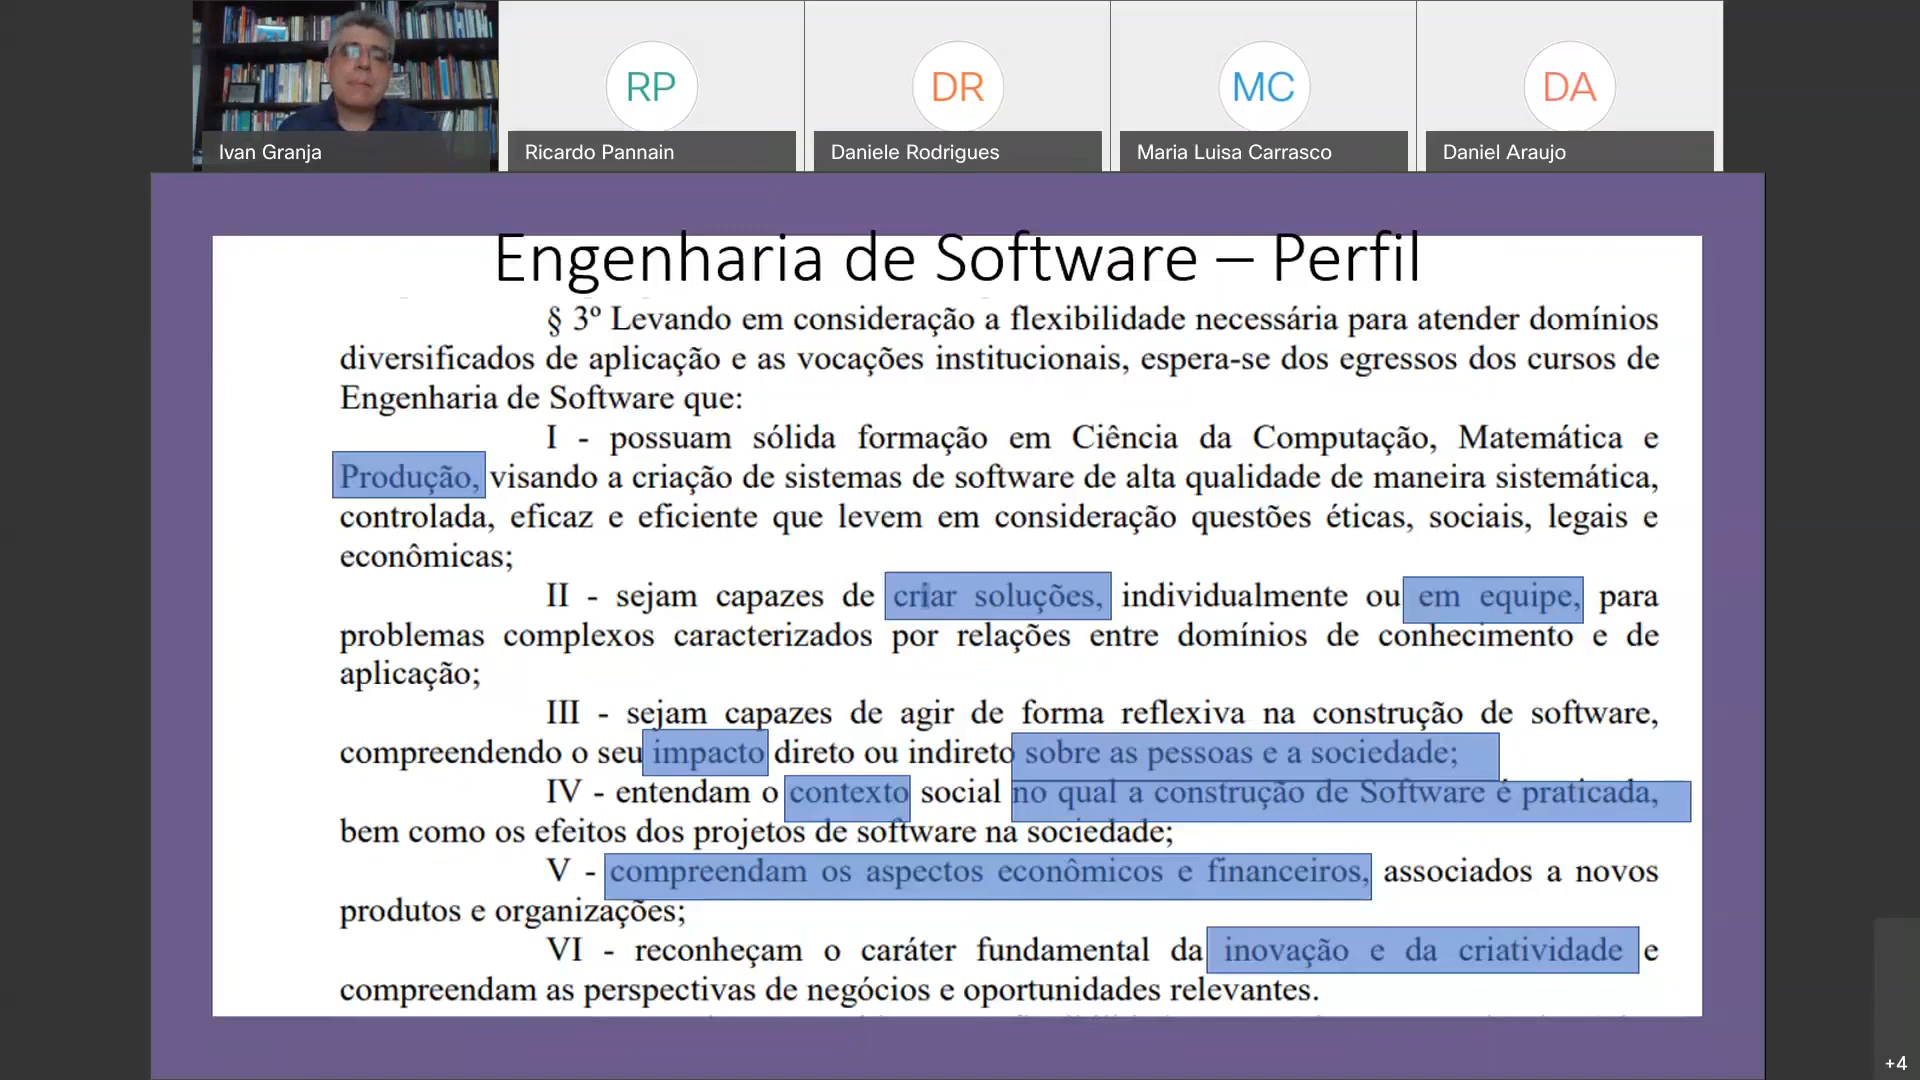 RP
DR
MC
DA
Ivan Granja
Ricardo Pannain
Daniele Rodrigues
Maria Luisa Carrasco
Daniel Araujo
Engenharia de Software – Perfil
§ 3º Levando em consideração a flexibilidade necessária para atender domínios
diversificados de aplicação e as vocações institucionais, espera-se dos egressos dos cursos de
Engenharia de Software que:
I - possuam sólida formação em Ciência da Computação, Matemática e
Produção, visando a criação de sistemas de software de alta qualidade de maneira sistemática,
controlada, eficaz e eficiente que levem em consideração questões éticas, sociais, legais e
econômicas;
II - sejam capazes de criar soluções, individualmente ou em equipe, para
problemas complexos caracterizados por relações entre domínios de conhecimento e de
aplicação;
III - sejam capazes de agir de forma reflexiva na construção de software,
compreendendo o seu impacto direto ou indireto sobre as pessoas e a sociedade;
IV - entendam o contexto social no qual a construção de Software é praticada,
bem como os efeitos dos projetos de software na sociedade;
V - compreendam os aspectos econômicos e financeiros, associados a novos
produtos e organizações;
VI - reconheçam o caráter fundamental da inovação e da criatividade e
compreendam as perspectivas de negócios e oportunidades relevantes.
+4